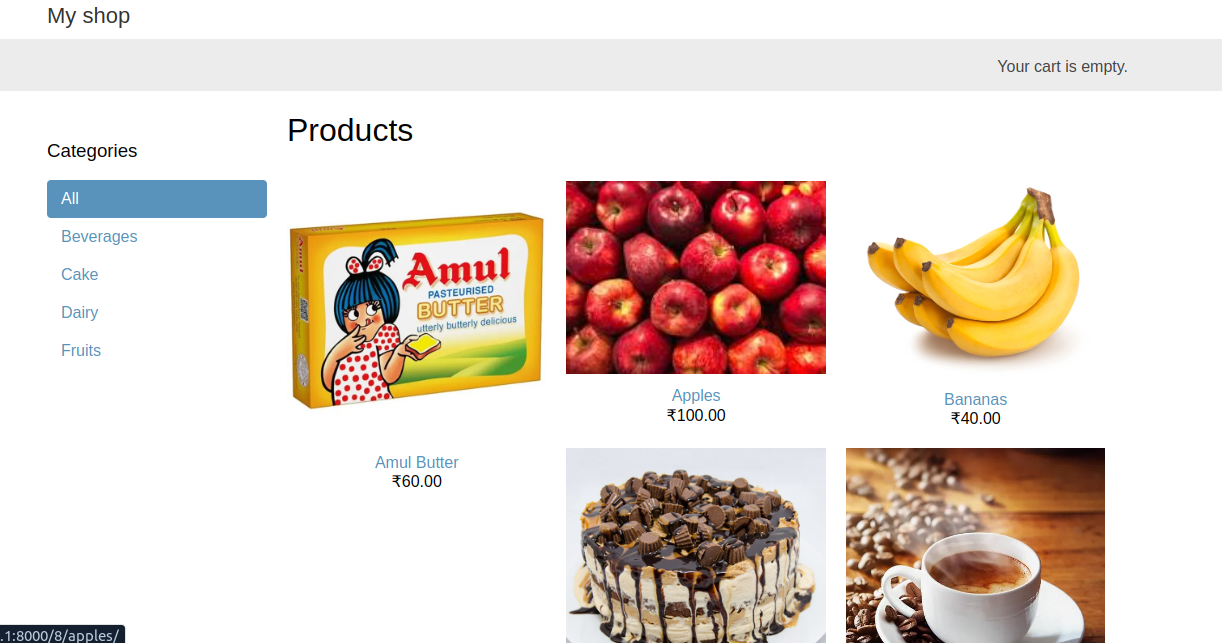 My shop
Your cart is empty.
Categories
All
Beverages
Cake
Dairy
Fruits
Products
Amul
PASTEURISED
BUTTER
utterly butterly delicious
Amul
Amul Butter
₹60.00
Apples
₹100.00
Bananas
₹40.00
.1:8000/8/apples/